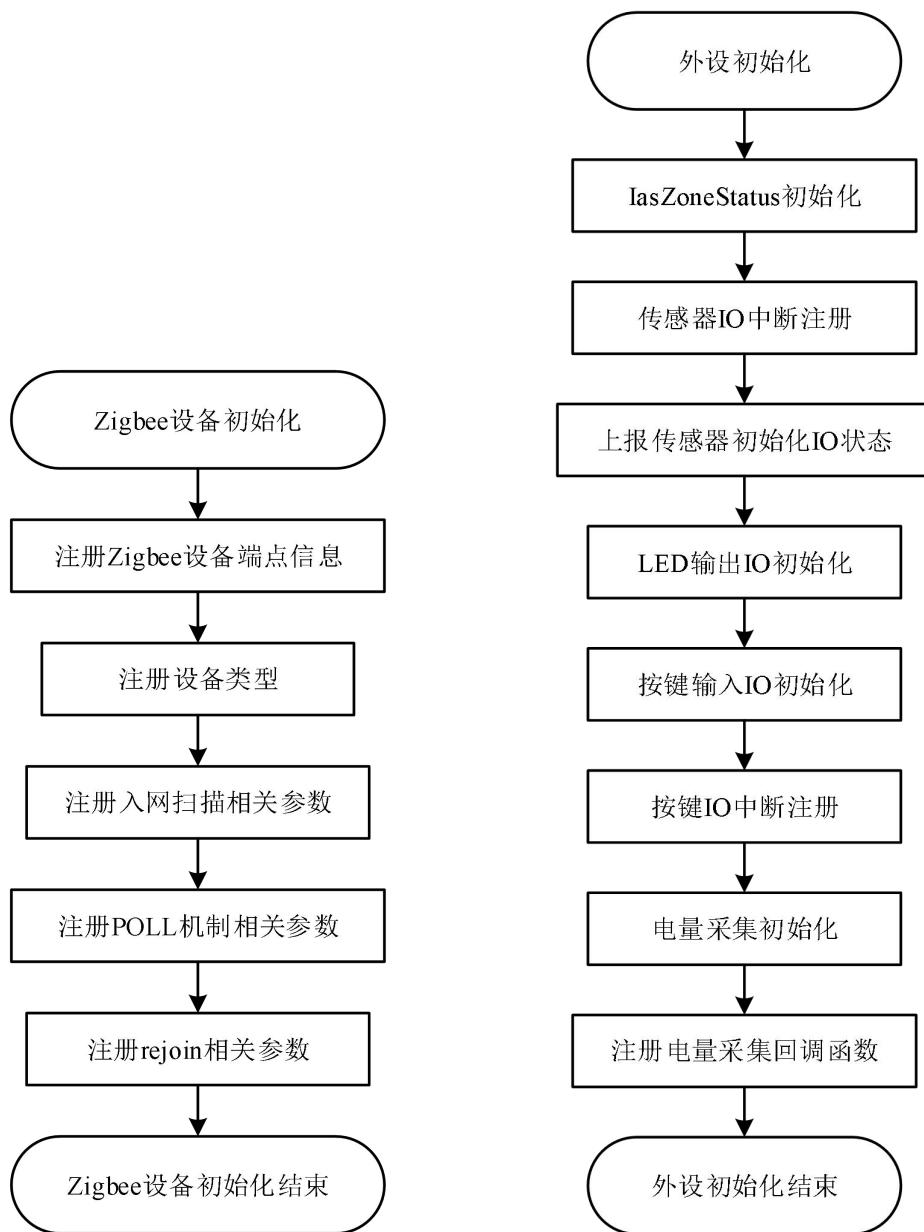 Zigbee设备初始化
注册Zigbee设备端点信息
注册设备类型
注册入网扫描相关参数
注册POLL机制相关参数
注册rejoin相关参数
Zigbee设备初始化结束
外设初始化
IasZoneStatus初始化
传感器IO中断注册
上报传感器初始化IO状态
LED输出IO初始化
按键输入IO初始化
按键IO中断注册
电量采集初始化
注册电量采集回调函数
外设初始化结束